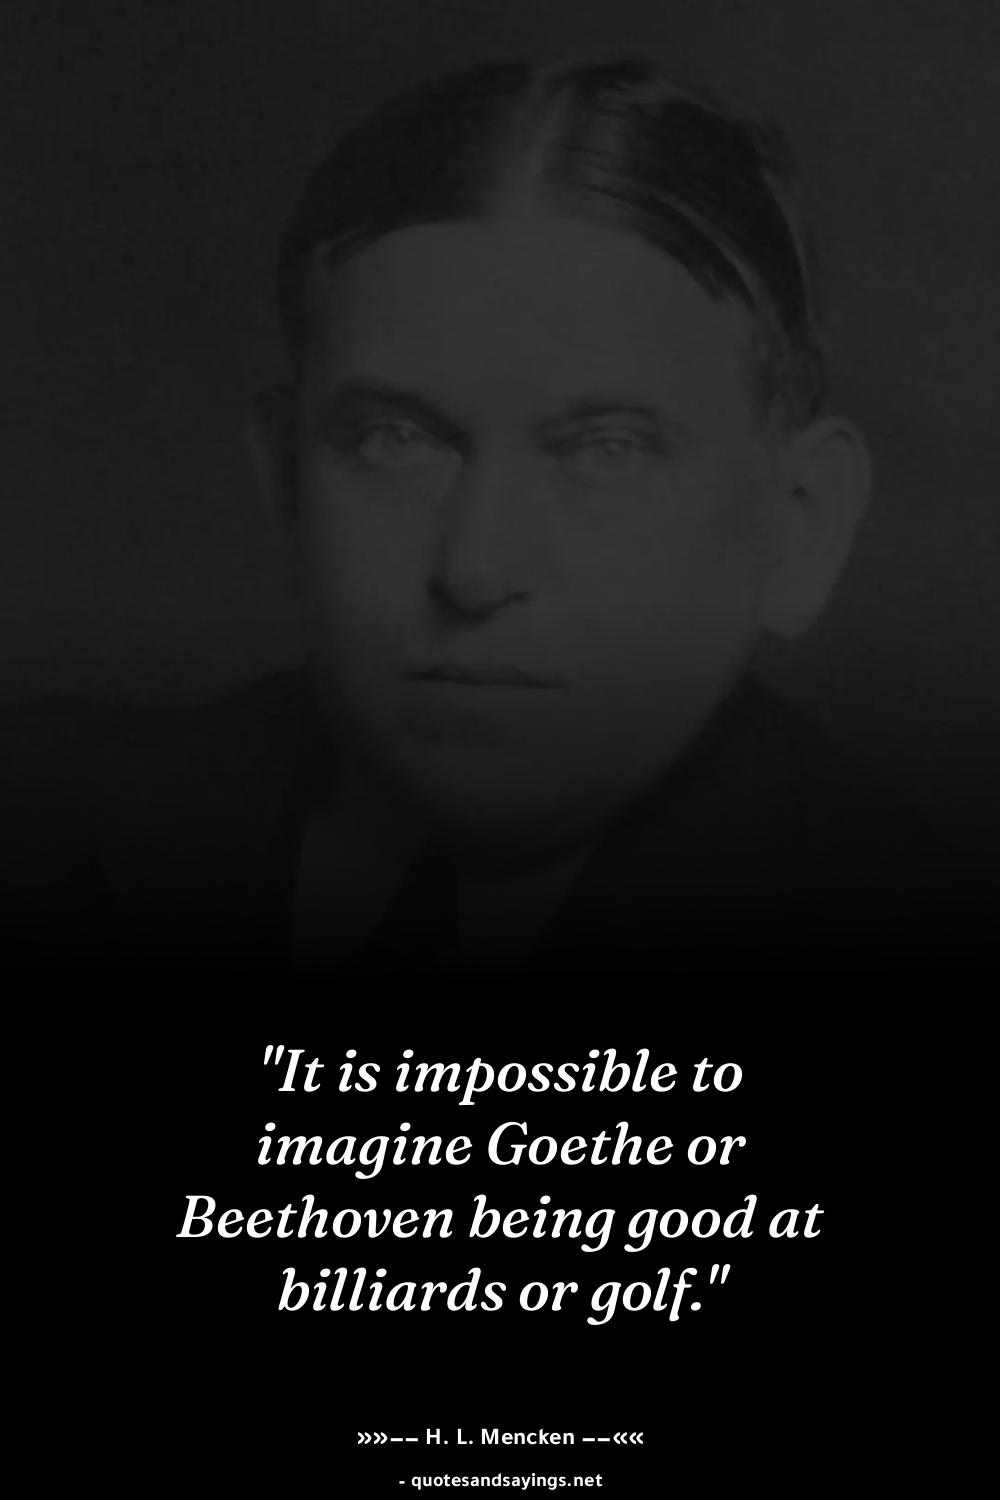 "It is impossible to
imagine Goethe or
Beethoven being good at
billiards or golf."
»»−− H. L. Mencken −−««
- quotesandsayings.net